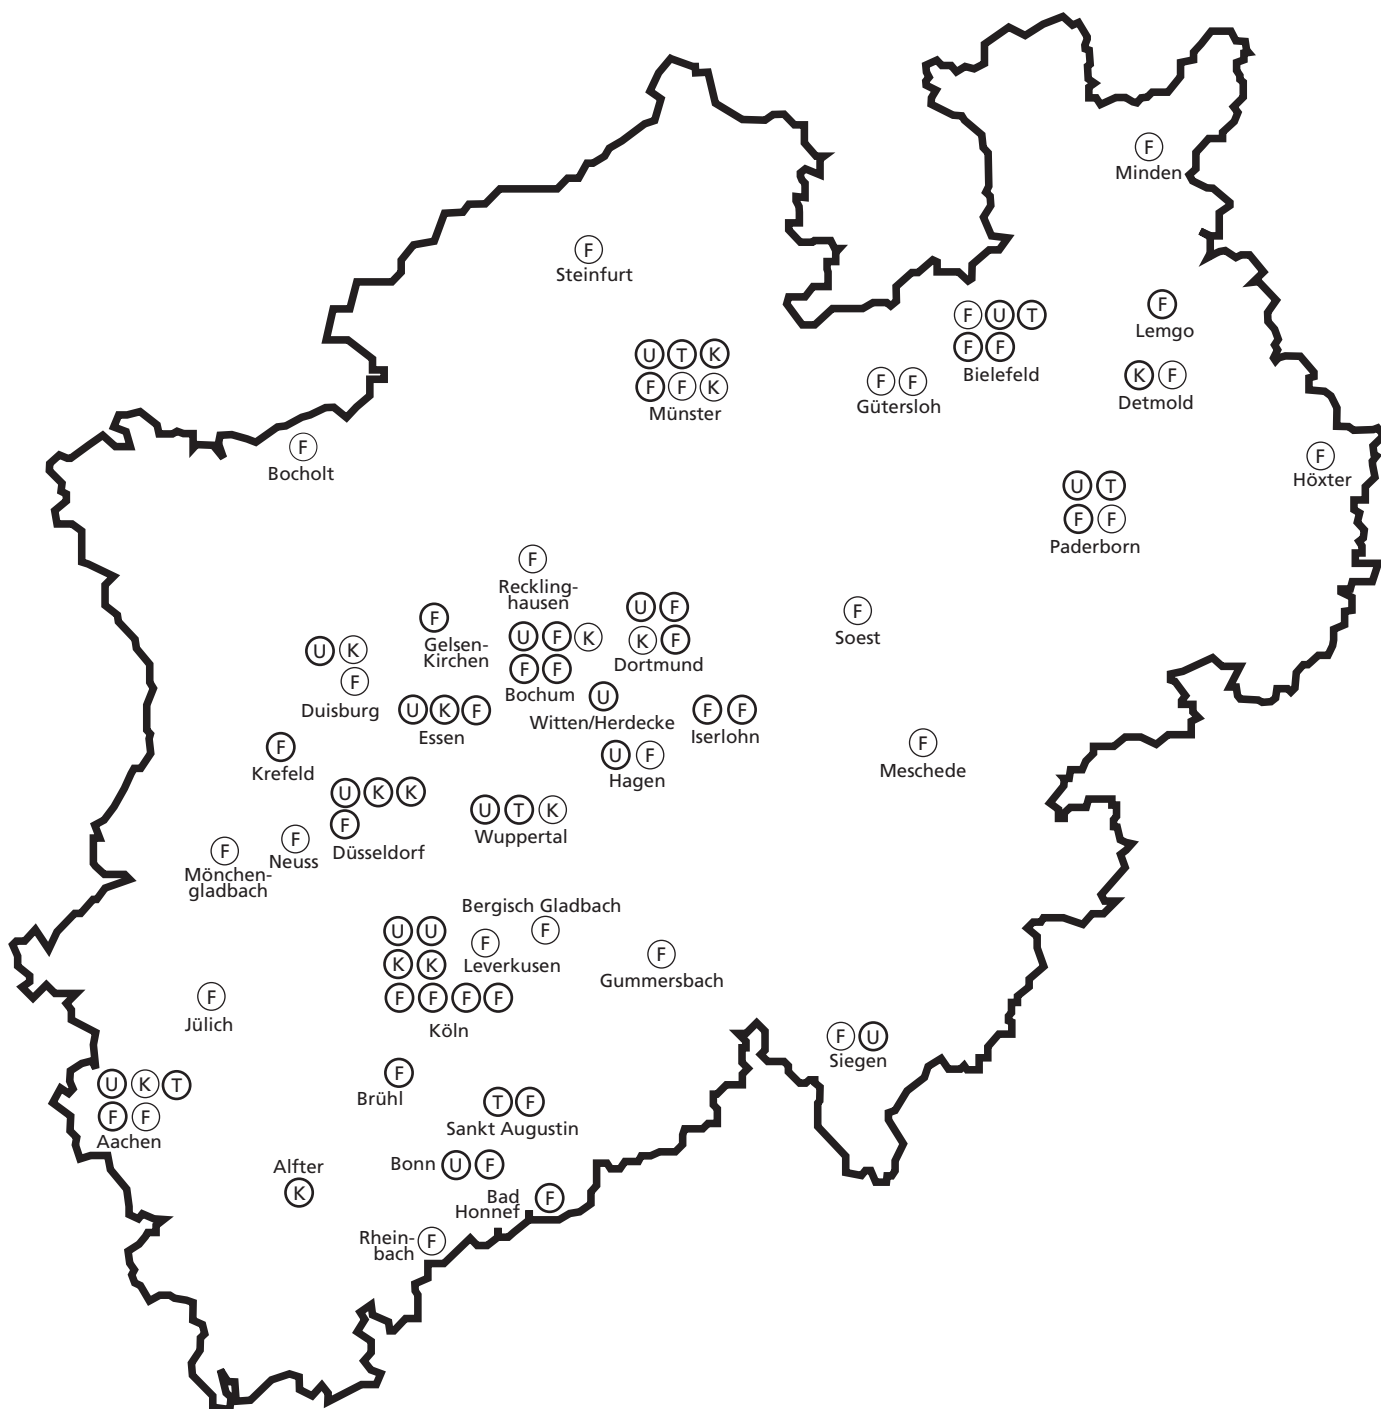 F
Minden
F
Steinfurt
F
Lemgo
F U T
F F
Bielefeld
U T K
F F K
Münster
F F
Gütersloh
K F
Detmold
F
Bocholt
F
Höxter
U T
F F
Paderborn
F
Reckling-
hausen
F
Gelsen-
Kirchen
U F K
F F
Bochum
U F
K F
Dortmund
F
Soest
U K
F
Duisburg
U K F
Essen
U
Witten/Herdecke
F F
Iserlohn
F
Krefeld
U F
Hagen
F
Meschede
U K K
F
Düsseldorf
U T K
Wuppertal
F
Neuss
F
Mönchen-
gladbach
Bergisch Gladbach
F
F
Leverkusen
U U
K K
F F F F
Köln
F
Gummersbach
F
Jülich
F U
Siegen
F
Brühl
U K T
F F
Aachen
T F
Sankt Augustin
Bonn U F
Alfter
K
Bad F
Honnef
Rhein- F
bach